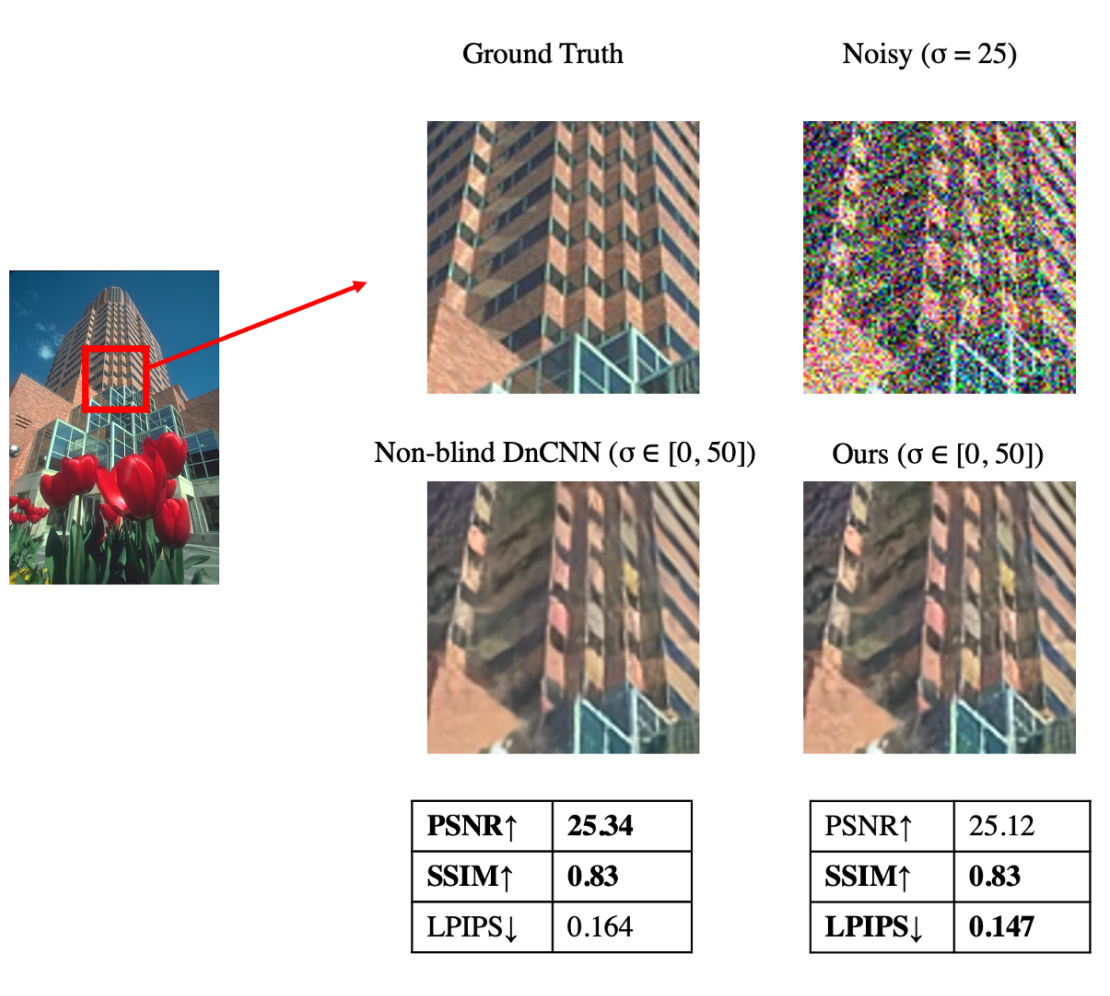 Ground Truth
Noisy (σ = 25)
Non-blind DnCNN (σ ∈ [0, 50])
Ours (σ ∈ [0, 50])
PSNR↑ 25.34
SSIM↑ 0.83
LPIPS↓ 0.164
PSNR↑ 25.12
SSIM↑ 0.83
LPIPS↓ 0.147